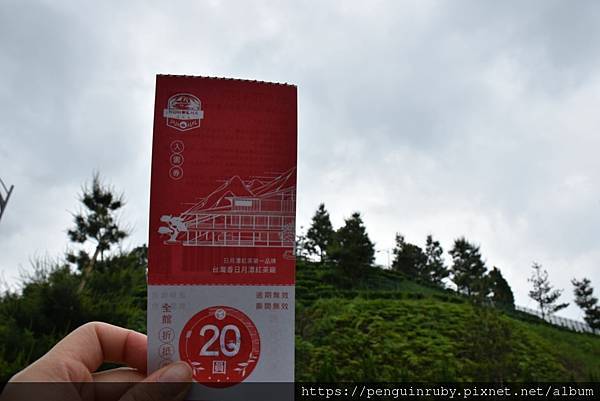 入園券
日月潭紅茶第一品牌
台灣香日月潭紅茶廠
逾期無效
撕開無效
全館折抵
20
圓
https://penguinruby.pixnet.net/album